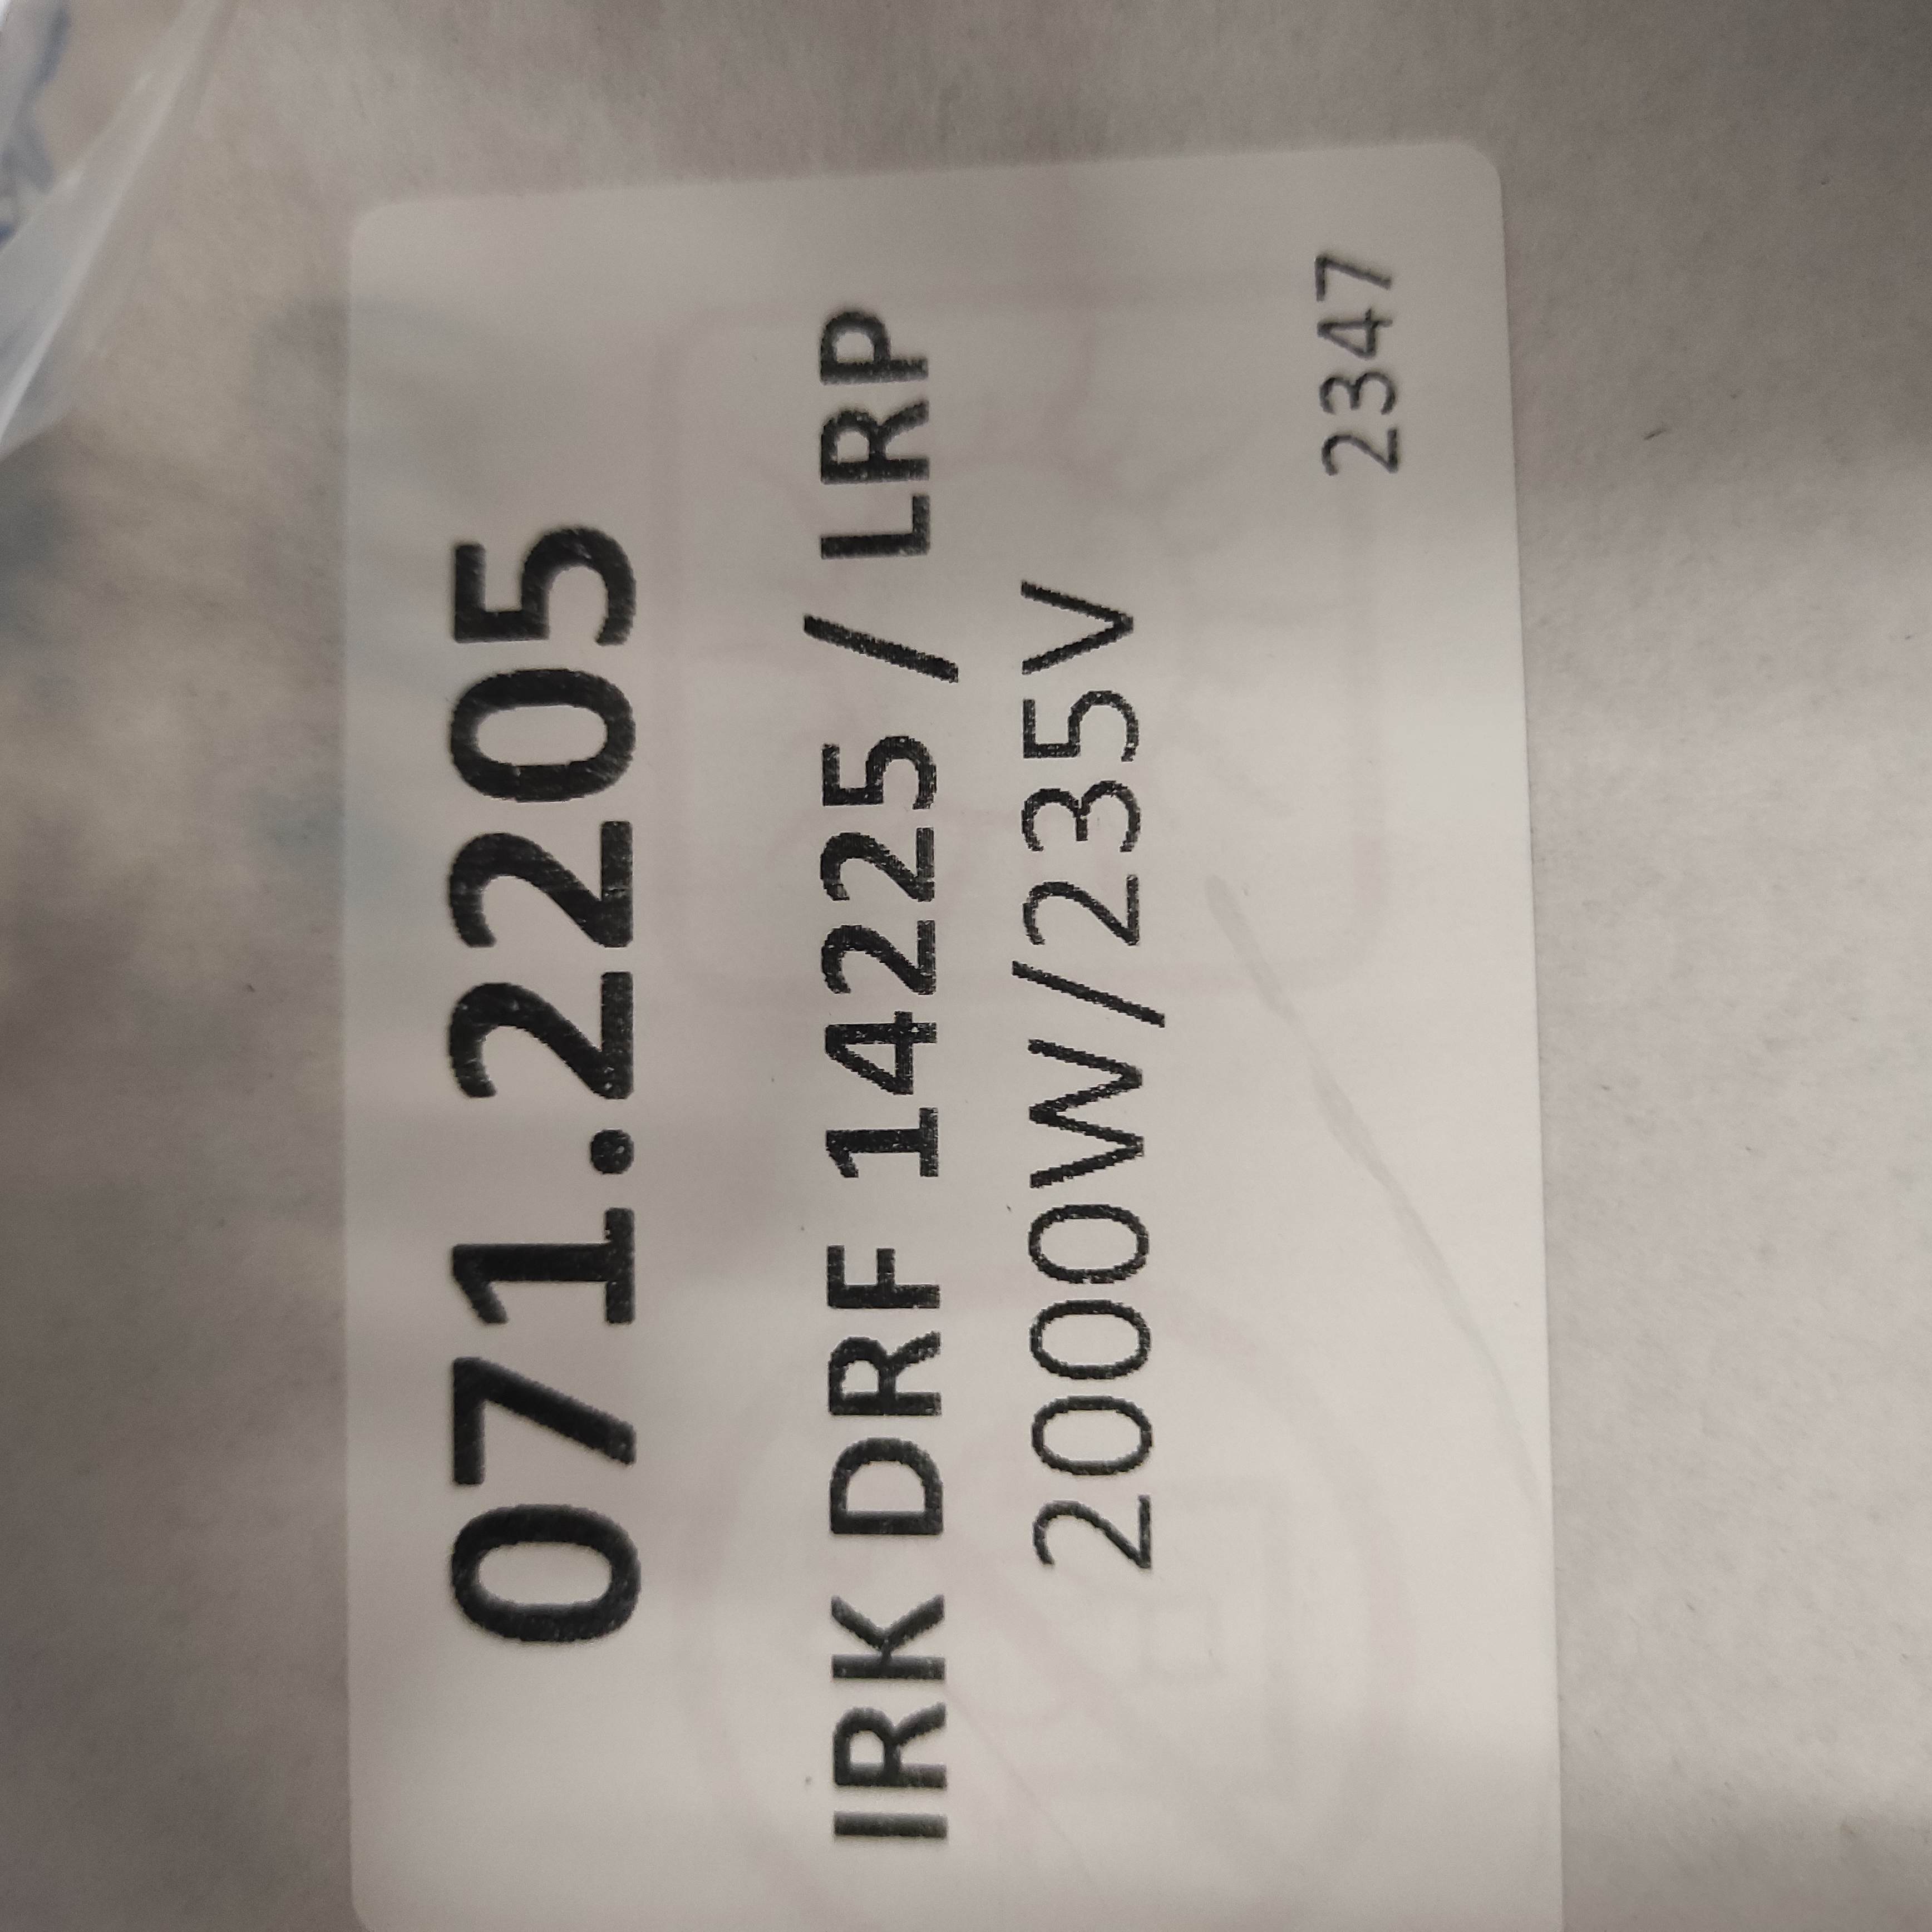 071.2205
IRK DRF 14225 / LRP
2000W/235V
2347